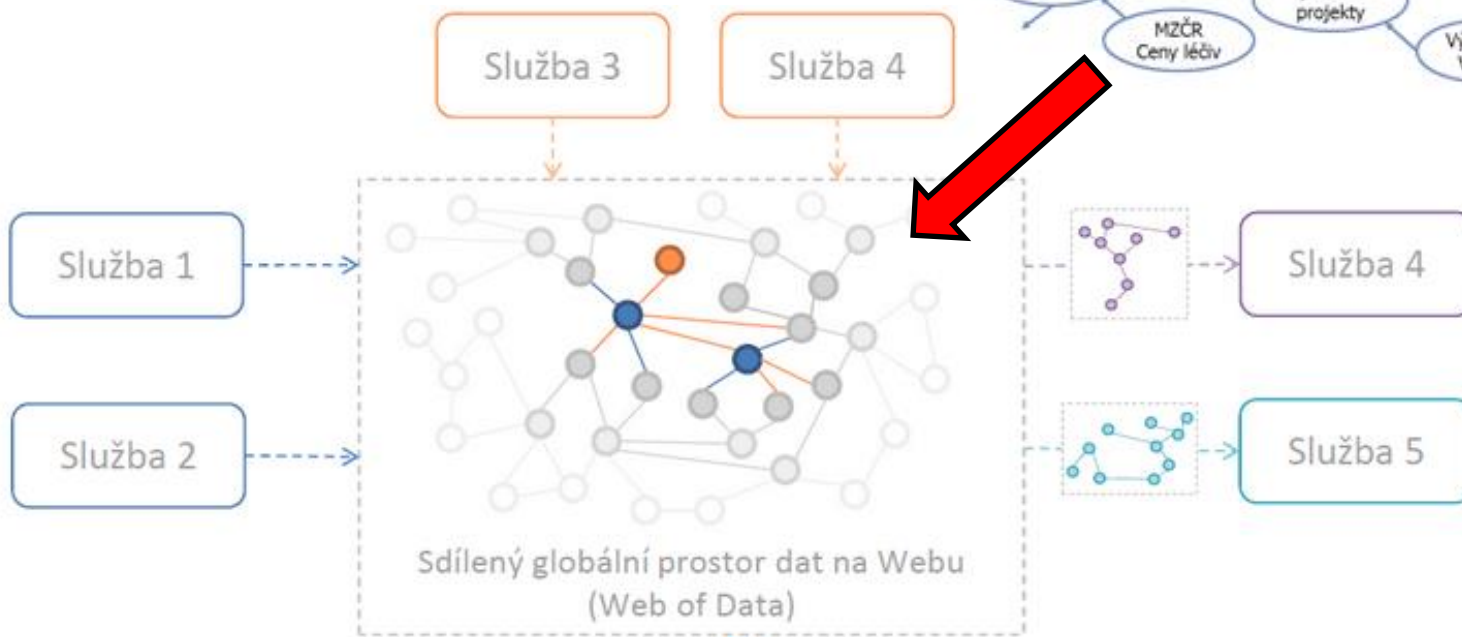 projekty
MZČR
Ceny léčiv
Služba 3
Služba 4
Služba 1
Služba 4
Služba 2
Služba 5
Sdílený globální prostor dat na Webu
(Web of Data)